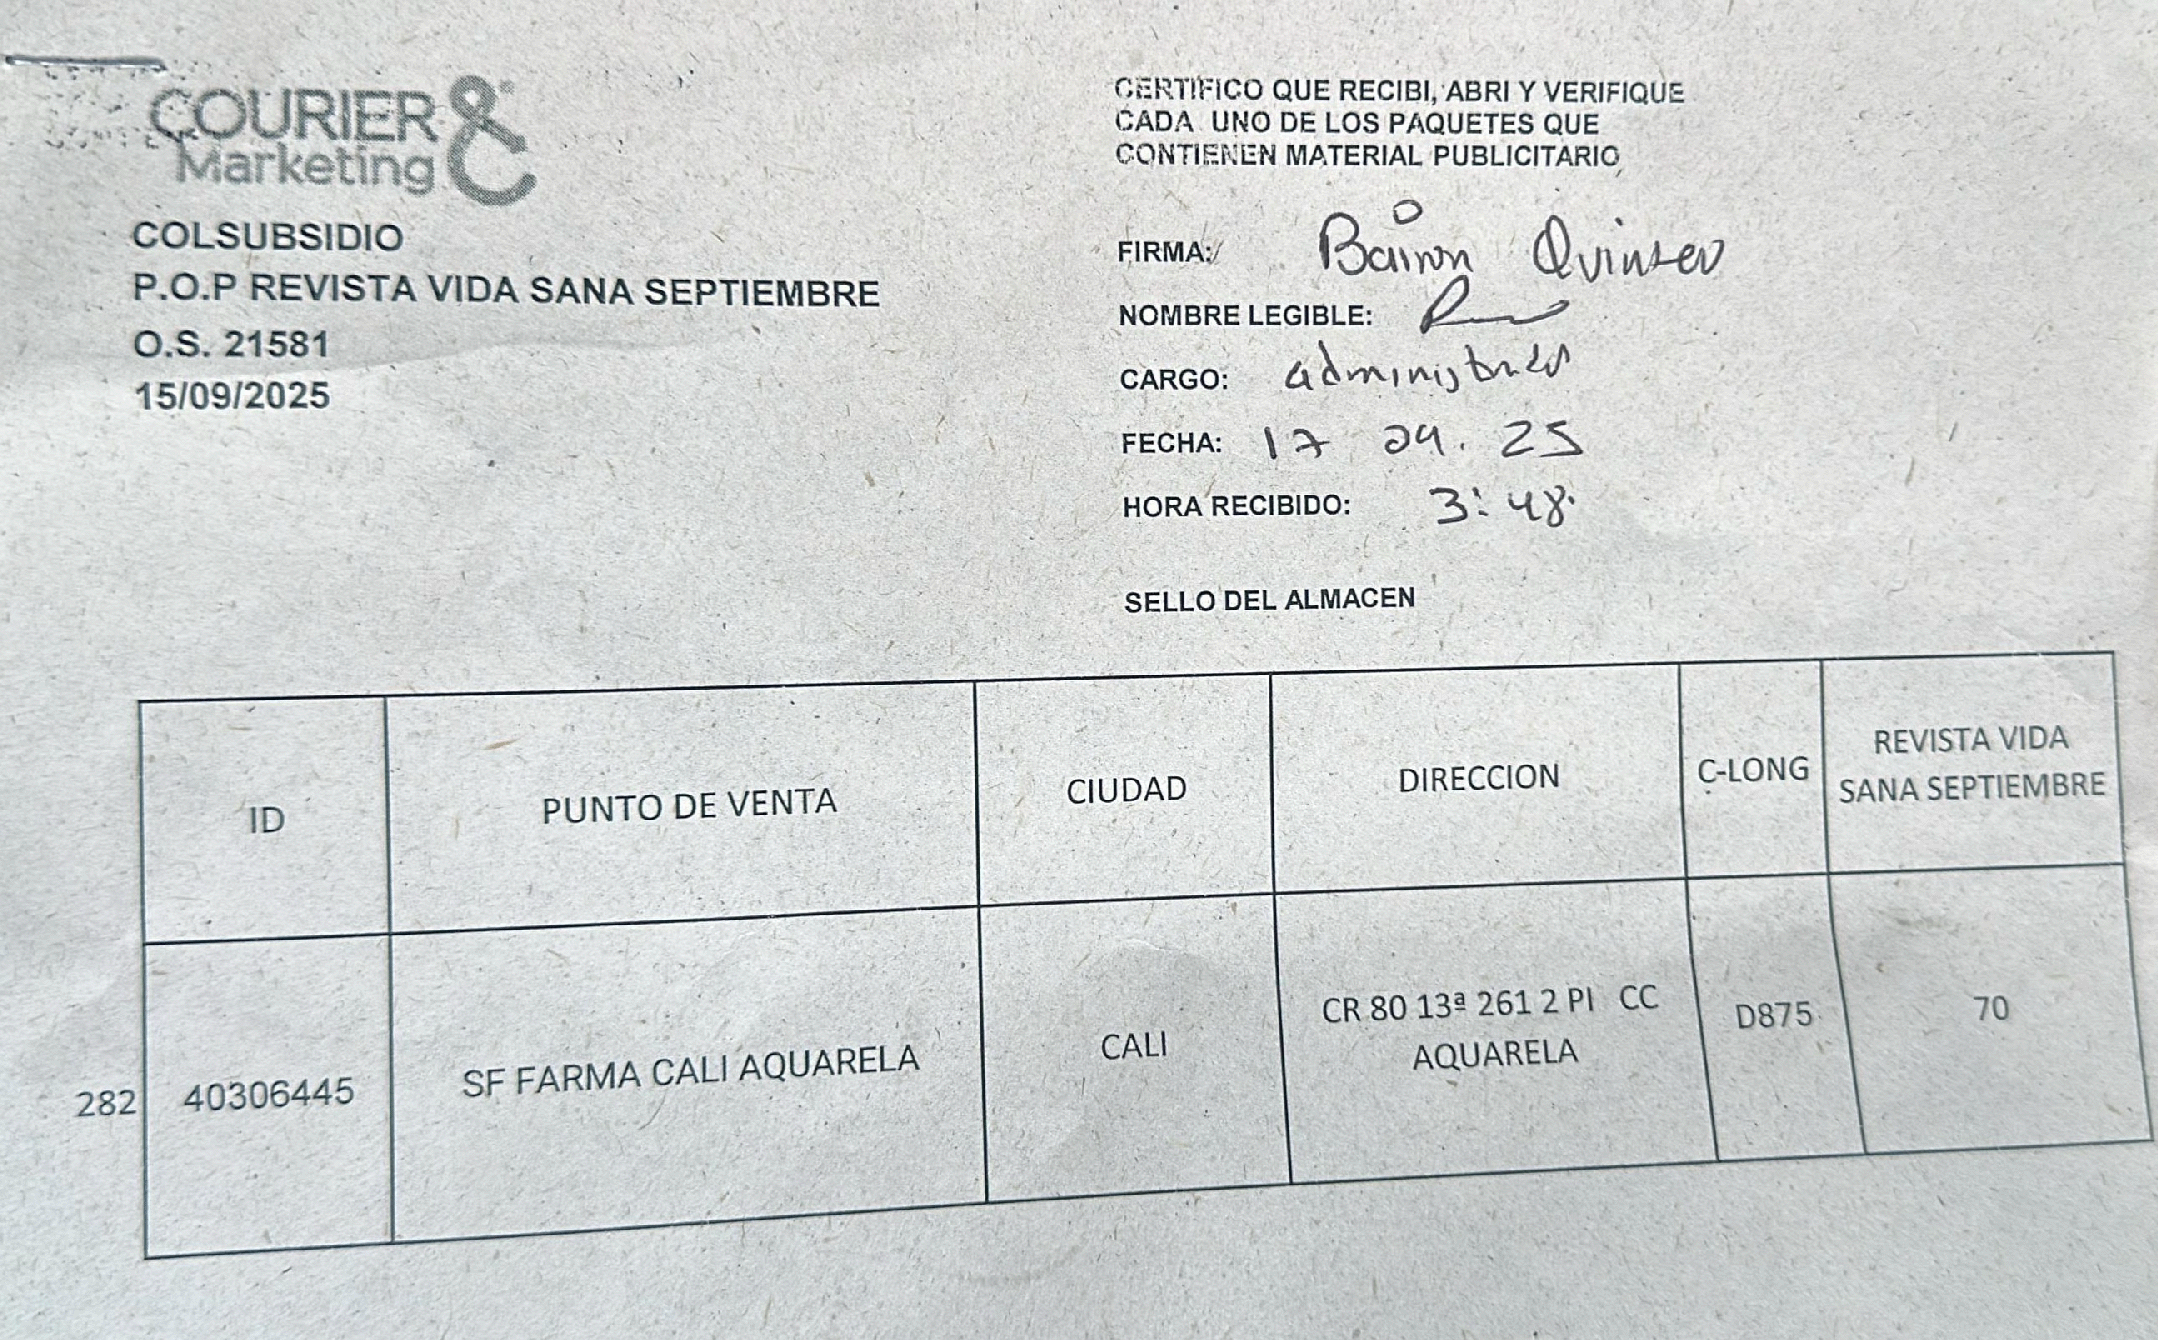 COURIER &
Marketing
COLSUBSIDIO
P.O.P REVISTA VIDA SANA SEPTIEMBRE
O.S. 21581
15/09/2025
CERTIFICO QUE RECIBI, ABRI Y VERIFIQUE
CADA UNO DE LOS PAQUETES QUE
CONTIENEN MATERIAL PUBLICITARIO
FIRMA: Bairon
NOMBRE LEGIBLE:
CARGO:
FECHA: 17 09. 25
HORA RECIBIDO: 3:48.
SELLO DEL ALMACEN
ID PUNTO DE VENTA CIUDAD DIRECCION C-LONG REVISTA VIDA
SANA SEPTIEMBRE
282 40306445 SF FARMA CALI AQUARELA CALI CR 80 13ª 261 2 PI CC D875 70
AQUARELA